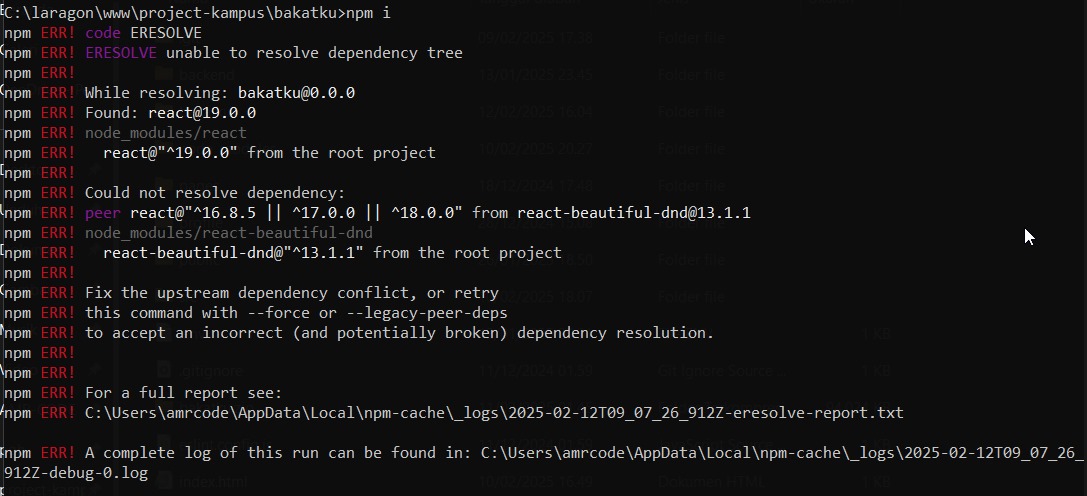 C:\laragon\www\project-kampus\bakatku>npm i
npm ERR! code ERESOLVE
npm ERR! ERESOLVE unable to resolve dependency tree
npm ERR!
npm ERR! While resolving: bakatku@0.0.0
npm ERR! Found: react@19.0.0
npm ERR! node_modules/react
npm ERR!   react@"^19.0.0" from the root project
npm ERR!
npm ERR! Could not resolve dependency:
npm ERR! peer react@"^16.8.5 || ^17.0.0 || ^18.0.0" from react-beautiful-dnd@13.1.1
npm ERR! node_modules/react-beautiful-dnd
npm ERR!   react-beautiful-dnd@"^13.1.1" from the root project
npm ERR!
npm ERR! Fix the upstream dependency conflict, or retry
npm ERR! this command with --force or --legacy-peer-deps
npm ERR! to accept an incorrect (and potentially broken) dependency resolution.
npm ERR!
npm ERR!
npm ERR! For a full report see:
npm ERR! C:\Users\amrcode\AppData\Local\npm-cache\_logs\2025-02-12T09_07_26_912Z-eresolve-report.txt
npm ERR! A complete log of this run can be found in: C:\Users\amrcode\AppData\Local\npm-cache\_logs\2025-02-12T09_07_26_
912Z-debug-0.log